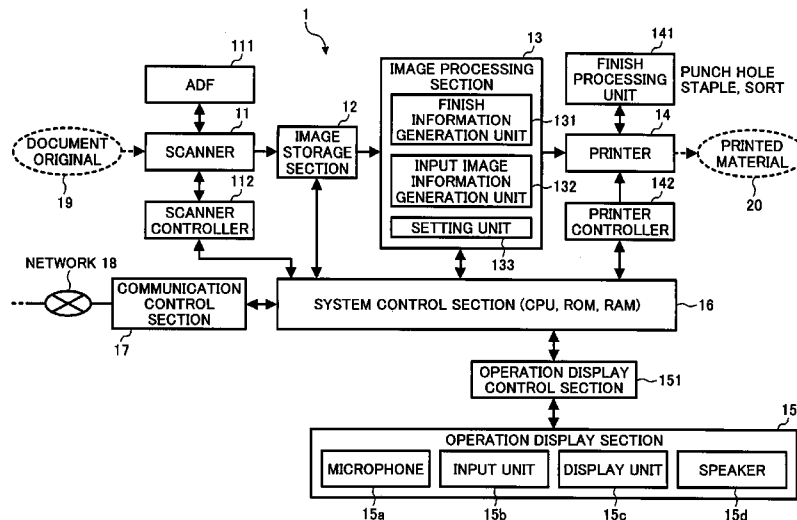 1
111
ADF
11
SCANNER
DOCUMENT
ORIGINAL
19
112
SCANNER
CONTROLLER
12
IMAGE
STORAGE
SECTION
13
IMAGE PROCESSING
SECTION
FINISH
INFORMATION
GENERATION UNIT
131
INPUT IMAGE
INFORMATION
GENERATION UNIT
132
SETTING UNIT
133
141
FINISH
PROCESSING
UNIT
PUNCH HOLE
STAPLE, SORT
14
PRINTER
PRINTED
MATERIAL
20
142
PRINTER
CONTROLLER
NETWORK 18
COMMUNICATION
CONTROL
SECTION
17
SYSTEM CONTROL SECTION (CPU, ROM, RAM)
16
OPERATION DISPLAY
CONTROL SECTION
151
15
OPERATION DISPLAY SECTION
MICROPHONE
INPUT UNIT
DISPLAY UNIT
SPEAKER
15a
15b
15c
15d